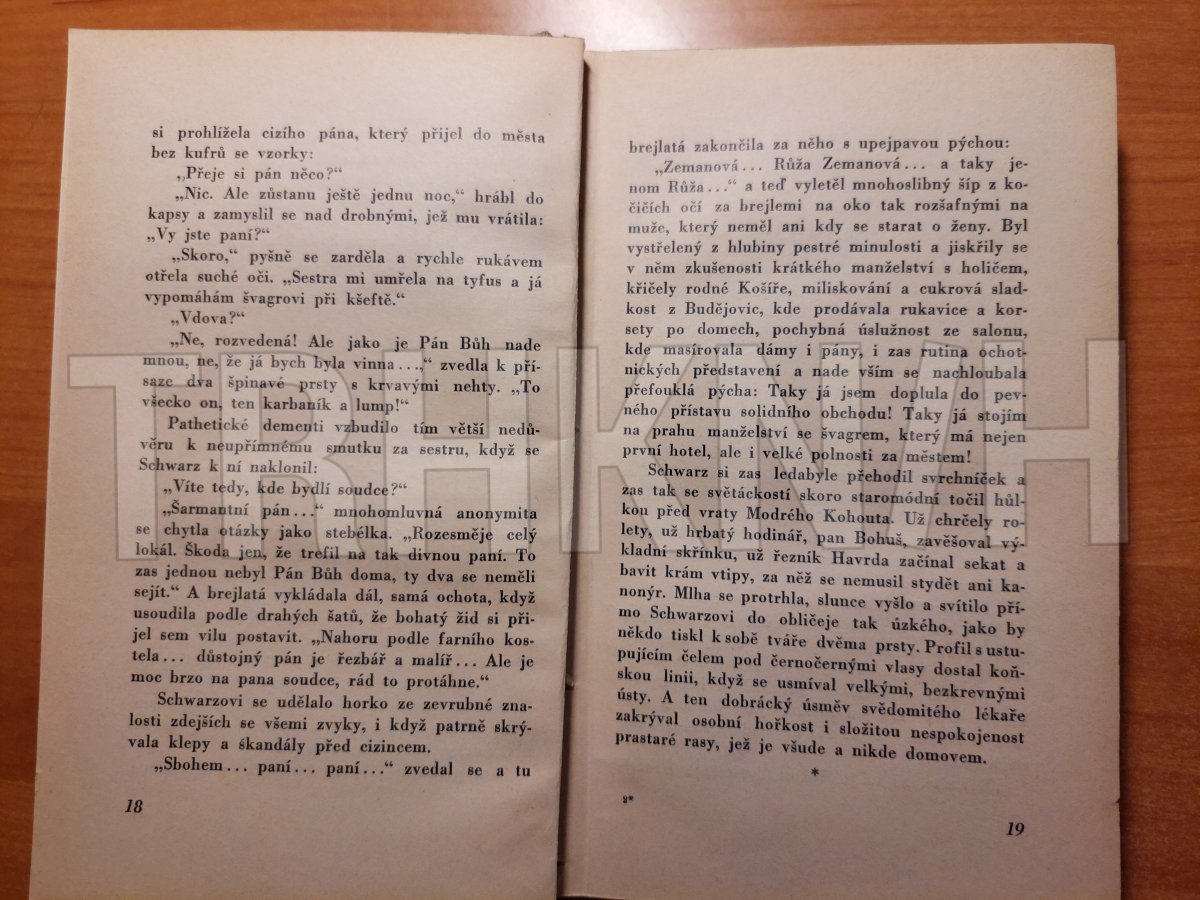 si prohlížela cizího pána, který přijel do města
bez kufrů se vzorky:
„Přeje si pán něco?“
„Nic. Ale zůstanu ještě jednu noc,“ hrábl do
kapsy a zamyslil se nad drobnými, jež mu vrátila:
„Vy jste paní?“
„Skoro,“ pyšně se zarděla a rychle rukávem
otřela suché oči. „Sestra mi umřela na tyfus a já
vypomáhám švagrovi při kšeftě.“
„Vdova?“
„Ne, rozvedená! Ale jako je Pán Bůh nade
mnou, ne, že já bych byla vinna...,“ zvedla k pří-
saze dva špinavé prsty s krvavými nehty. „To
všecko on, ten karbaník a lump!“
Pathetické dementi vzbudilo tím větší nedů-
věru k neupřímnému smutku za sestru, když se
Schwarz k ní naklonil:
„Víte tedy, kde bydlí soudce?“
„Šarmantní pán...“ mnohomluvná anonymita
se chytla otázky jako stebélka. „Rozesměje celý
lokál. Škoda jen, že trefil na tak divnou paní. To
zas jednou nebyl Pán Bůh doma, ty dva se neměli
sejít.“ A brejlatá vykládala dál, samá ochota, když
usoudila podle drahých šatů, že bohatý žid si při-
jel sem vilu postavit. „Nahoru podle farního kos-
tela... důstojný pán je řezbář a malíř... Ale je
moc brzo na pana soudce, rád to protáhne.“
Schwarzovi se udělalo horko ze zevrubné zna-
losti zdejších se všemi zvyky, i když patrně skrý-
vala klepy a škandály před cizincem.
„Sbohem... paní... paní...“ zvedal se a tu
18
brejlatá zakončila za něho s upejpavou pýchou:
„Zemanová... Růža Zemanová... a taky je-
nom Růža...“ a teď vyletěl mnohoslibný šíp z ko-
čičích očí za brejlemi na oko tak rozšafnými na
muže, který neměl ani kdy se starat o ženy. Byl
vystřelený z hlubiny pestré minulosti a jiskřily se
v něm zkušenosti krátkého manželství s holičem,
křičely rodné Košíře, miliskování a cukrová slad-
kost z Budějovic, kde prodávala rukavice a kor-
sety po domech, pochybná úslužnost ze salonu,
kde masírovala dámy i pány, i zas rutina ochot-
nických představení a nade vším se nachloubala
přefouklá pýcha: Taky já jsem doplula do pev-
ného přístavu solidního obchodu! Taky já stojím
na prahu manželství se švagrem, který má nejen
první hotel, ale i velké polnosti za městem!
Schwarz si zas ledabyle přehodil svrchníček a
zas tak se světáckostí skoro staromódní točil hůl-
kou před vraty Modrého Kohouta. Už chrčely ro-
lety, už hrbatý hodinář, pan Bohuš, zavěšoval vý-
kladní skřínku, už řezník Havrda začínal sekat a
bavit krám vtipy, za něž se nemusil stydět ani ka-
nonýr. Mlha se protrhla, slunce vyšlo a svítilo pří-
mo Schwarzovi do obličeje tak úzkého, jako by
někdo tiskl k sobě tváře dvěma prsty. Profil s ustu-
pujícím čelem pod černočernými vlasy dostal koň-
skou linii, když se usmíval velkými, bezkrevnými
ústy. A ten dobrácký úsměv svědomitého lékaře
zakrýval osobní hořkost i složitou nespokojenost
prastaré rasy, jež je všude a nikde domovem.
*
2*
19
TRHKNIH